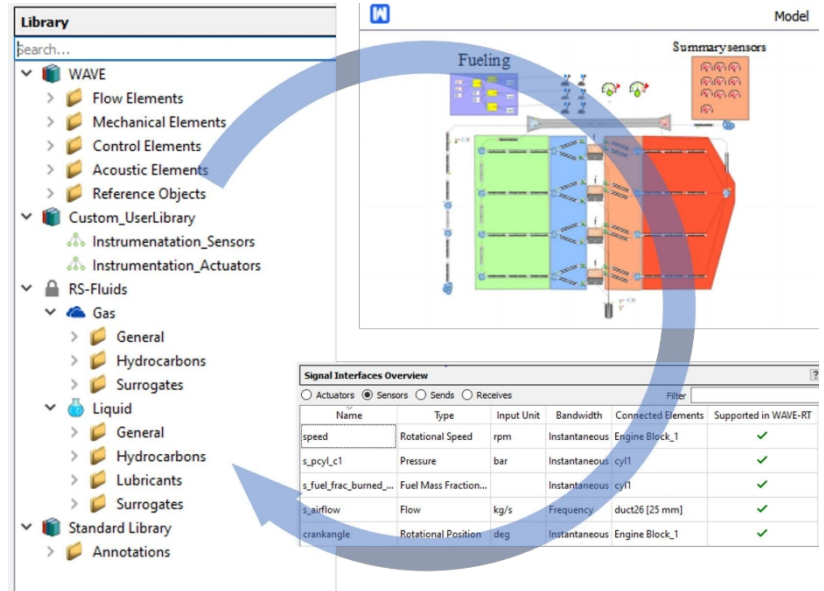 Library
Search...
WAVE
Flow Elements
Mechanical Elements
Control Elements
Acoustic Elements
Reference Objects
Custom_UserLibrary
Instrumenatation_Sensors
Instrumentation_Actuators
RS-Fluids
Gas
General
Hydrocarbons
Surrogates
Liquid
General
Hydrocarbons
Lubricants
Surrogates
Standard Library
Annotations
W Model
Fueling
Summary sensors
Signal Interfaces Overview ?
Actuators Sensors Sends Receives Filter
Name Type Input Unit Bandwidth Connected Elements Supported in WAVE-RT
speed Rotational Speed rpm Instantaneous Engine Block_1
s_pcyl_c1 Pressure bar Instantaneous cyl1
s_fuel_frac_burned_... Fuel Mass Fraction... Instantaneous cyl1
s_airflow Flow kg/s Frequency duct26 [25 mm]
crankangle Rotational Position deg Instantaneous Engine Block_1